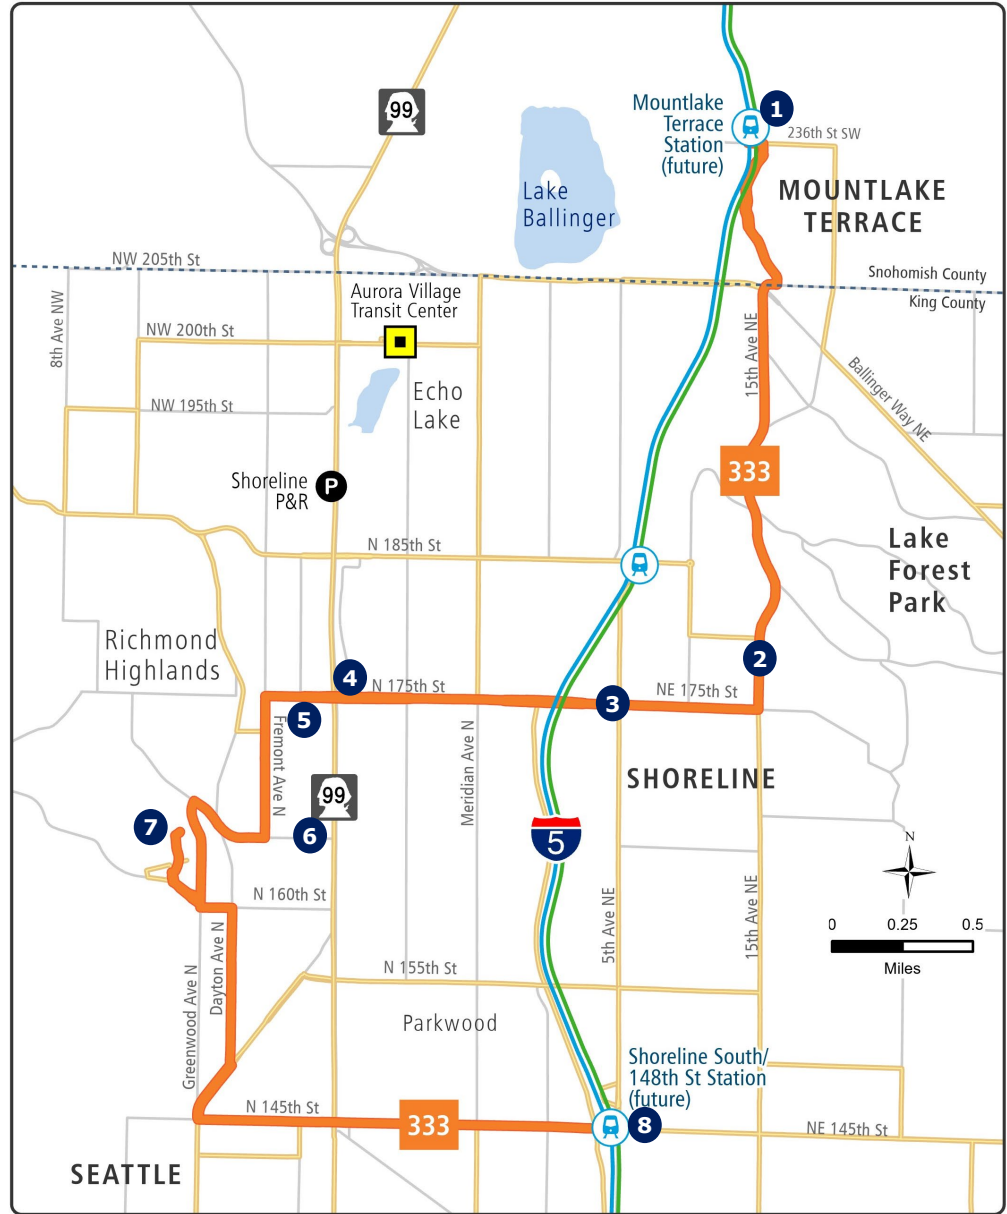 99
Mountlake
Terrace
Station
(future)
1
236th St SW
MOUNTLAKE
TERRACE
Lake
Ballinger
NW 205th St
Snohomish County
King County
8th Ave NW
Aurora Village
Transit Center
NW 200th St
15th Ave NE
Ballinger Way NE
NW 195th St
Echo
Lake
333
Shoreline
P&R
P
N 185th St
Lake
Forest
Park
Richmond
Highlands
2
4
N 175th St
NE 175th St
3
5
Fremont Ave N
Meridian Ave N
SHORELINE
99
7
6
5
N
N 160th St
5th Ave NE
15th Ave NE
0
0.25
0.5
Miles
Dayton Ave N
Greenwood Ave N
N 155th St
Parkwood
Shoreline South/
148th St Station
(future)
N 145th St
333
8
NE 145th St
SEATTLE